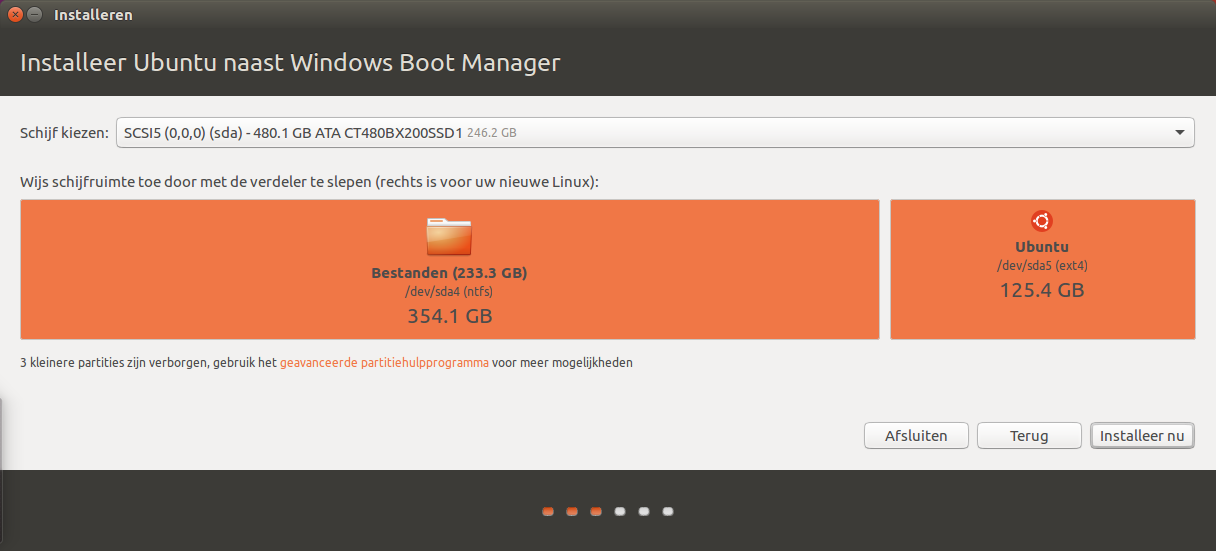 Installeren
Installeer Ubuntu naast Windows Boot Manager
Schijf kiezen: SCSI5 (0,0,0) (sda) - 480.1 GB ATA CT480BX200SSD1 246.2 GB
Wijs schijfruimte toe door met de verdeler te slepen (rechts is voor uw nieuwe Linux):
Bestanden (233.3 GB)
/dev/sda4 (ntfs)
354.1 GB
Ubuntu
/dev/sda5 (ext4)
125.4 GB
3 kleinere partities zijn verborgen, gebruik het geavanceerde partitiehulpprogramma voor meer mogelijkheden
Afsluiten Terug Installeer nu